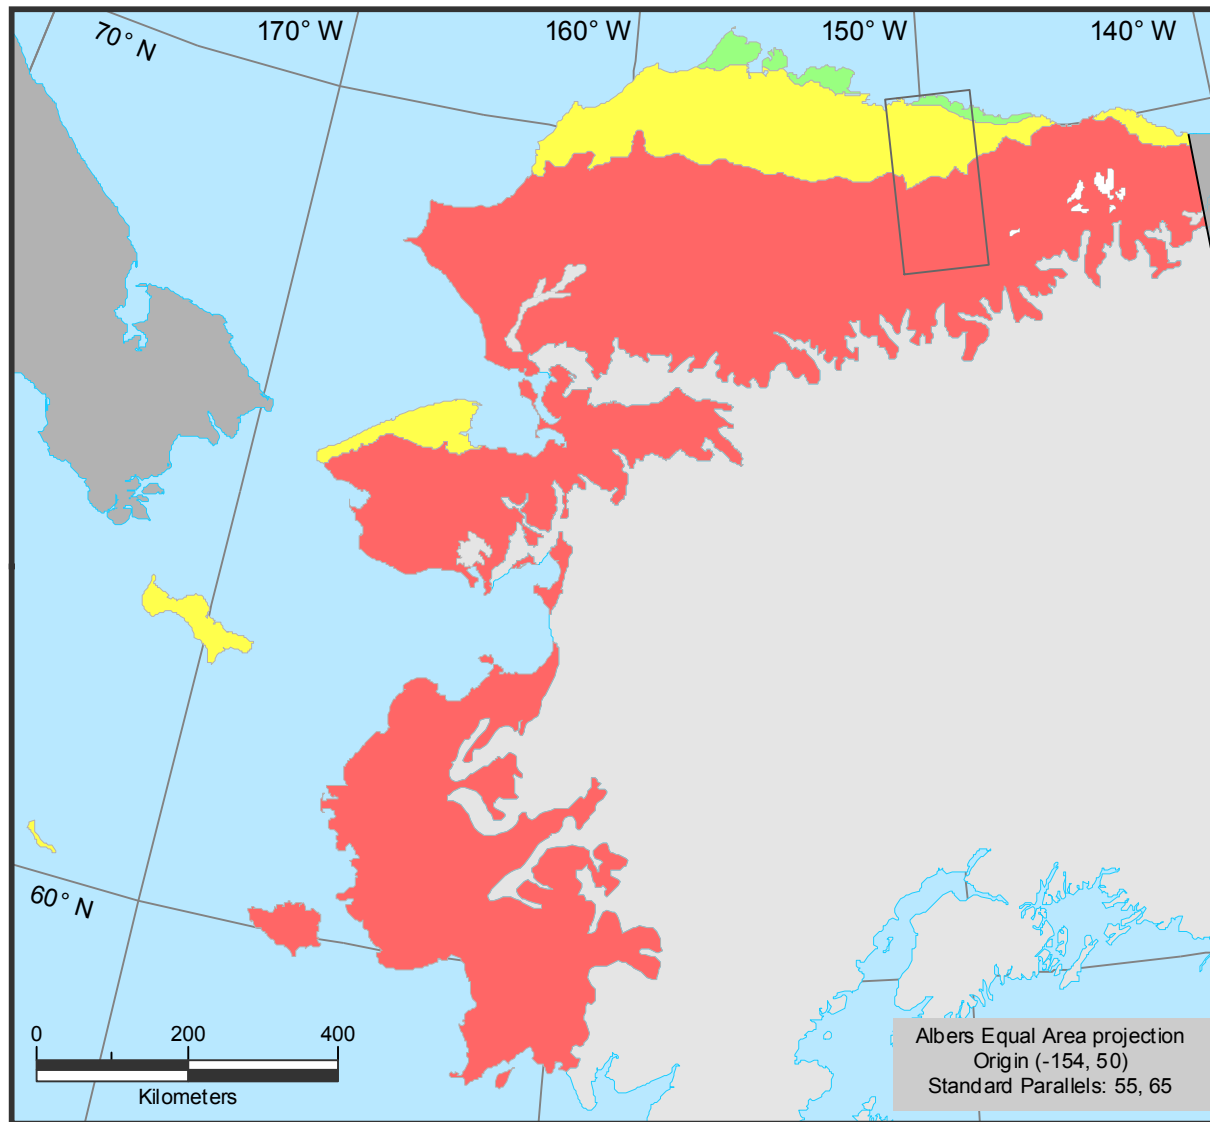 70° N
170° W
160° W
150° W
140° W
60° N
0 200 400
Kilometers
Albers Equal Area projection
Origin (-154, 50)
Standard Parallels: 55, 65